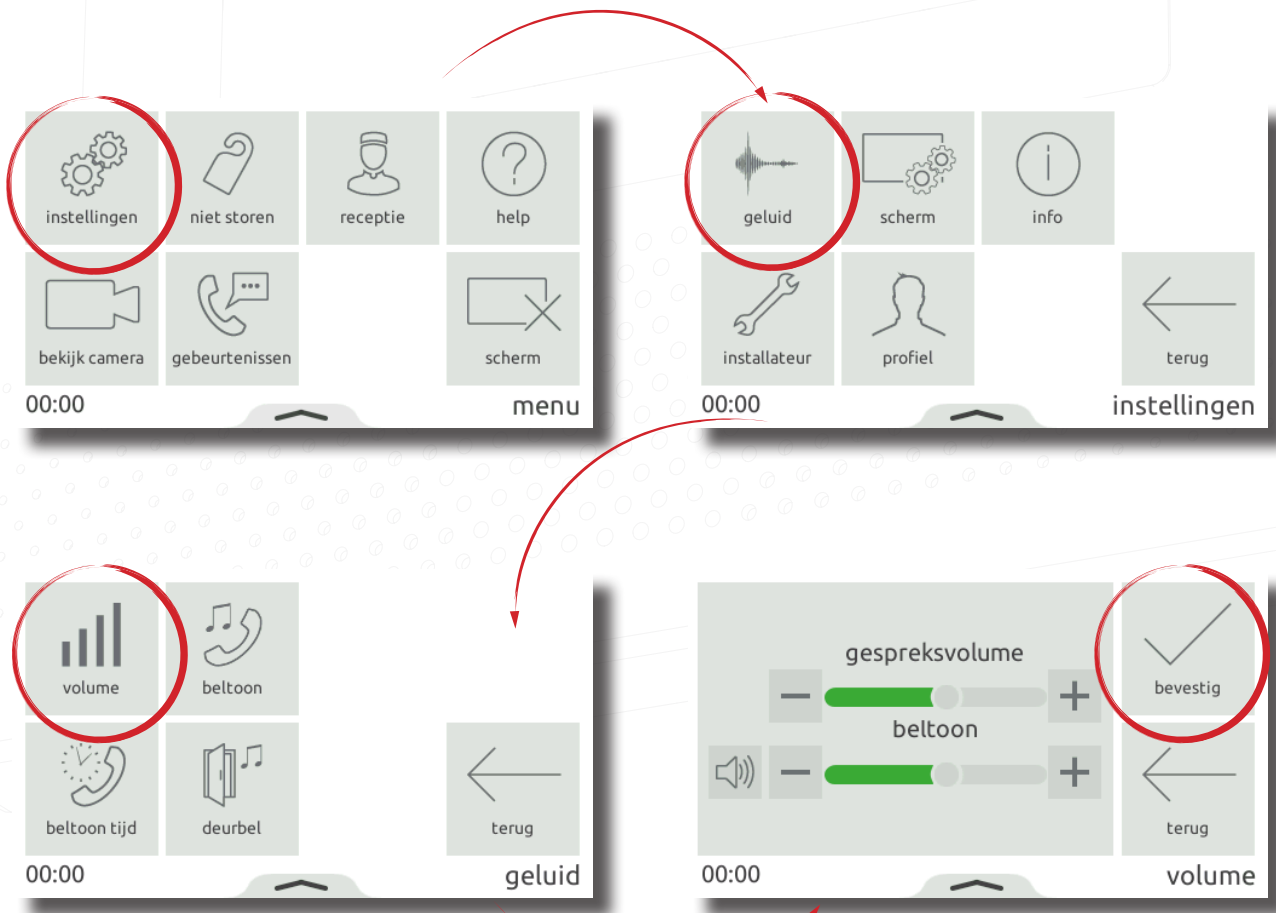 instellingen
niet storen
receptie
help
bekijk camera
gebeurtenissen
scherm
00:00
menu
geluid
scherm
info
installateur
profiel
terug
00:00
instellingen
volume
beltoon
beltoon tijd
deurbel
terug
00:00
geluid
gespreksvolume
beltoon
bevestig
terug
00:00
volume